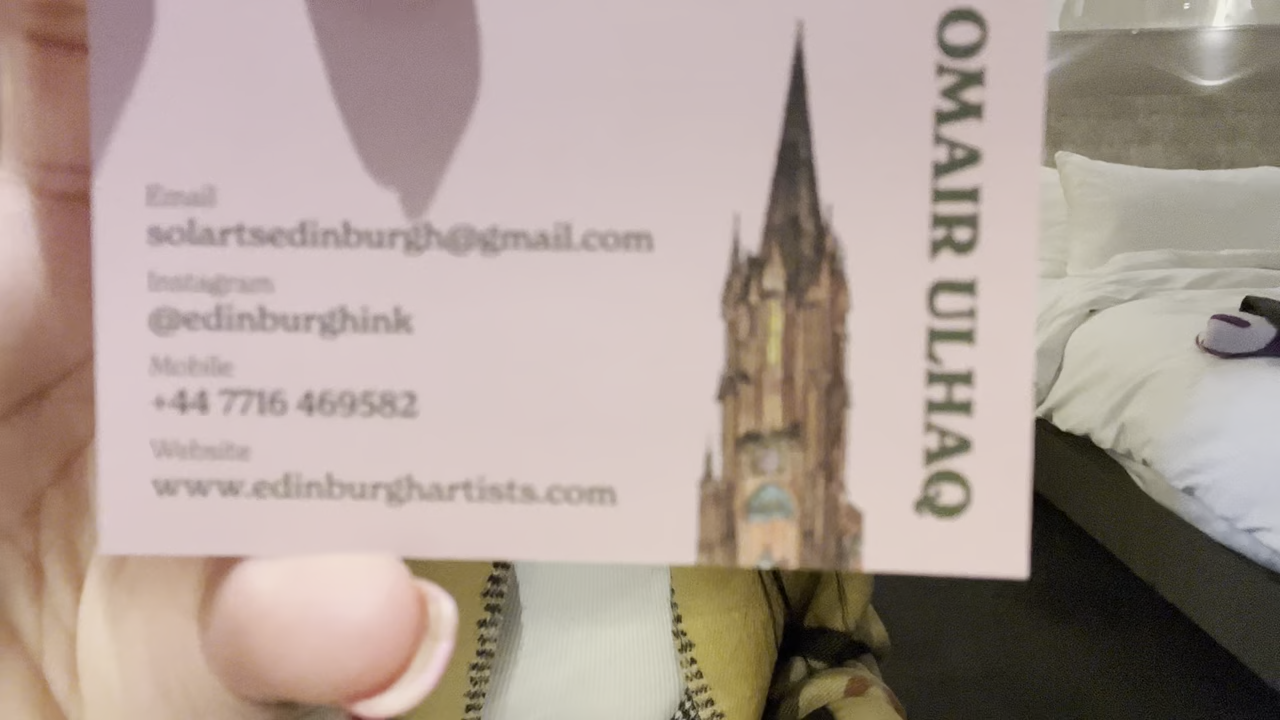 Email
solartsedinburgh@gmail.com
Instagram
@edinburghink
Mobile
+44 7716 469582
Website
www.edinburghartists.com
OMAIR ULHAQ